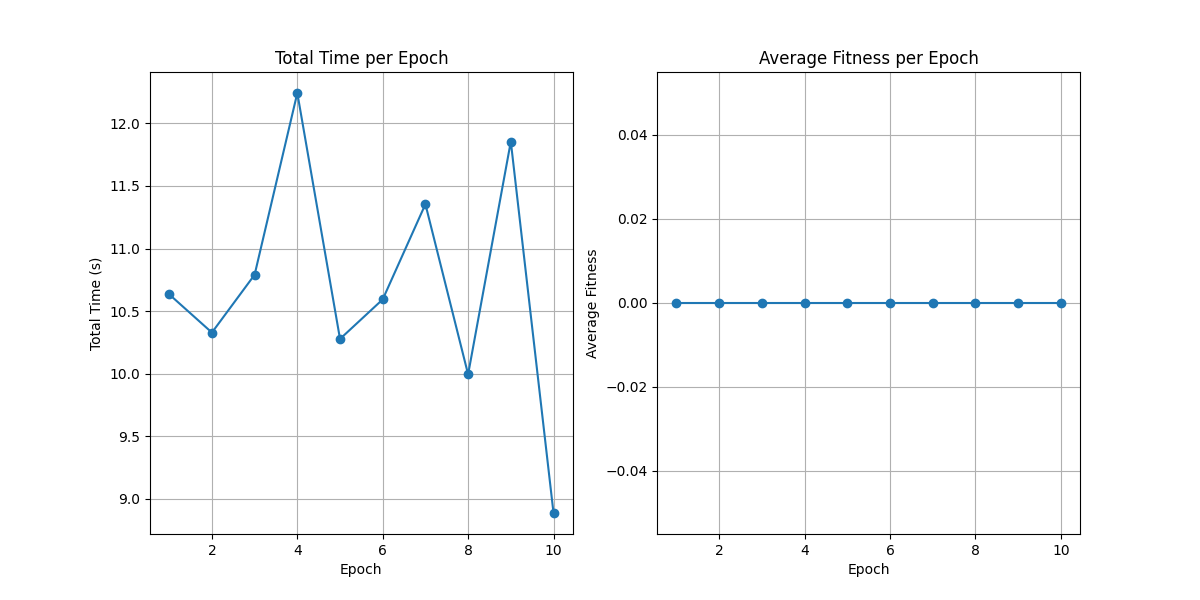 Total Time per Epoch
Total Time (s)
12.0
11.5
11.0
10.5
10.0
9.5
9.0
2 4 6 8 10
Epoch
Average Fitness per Epoch
Average Fitness
0.04
0.02
0.00
−0.02
−0.04
2 4 6 8 10
Epoch